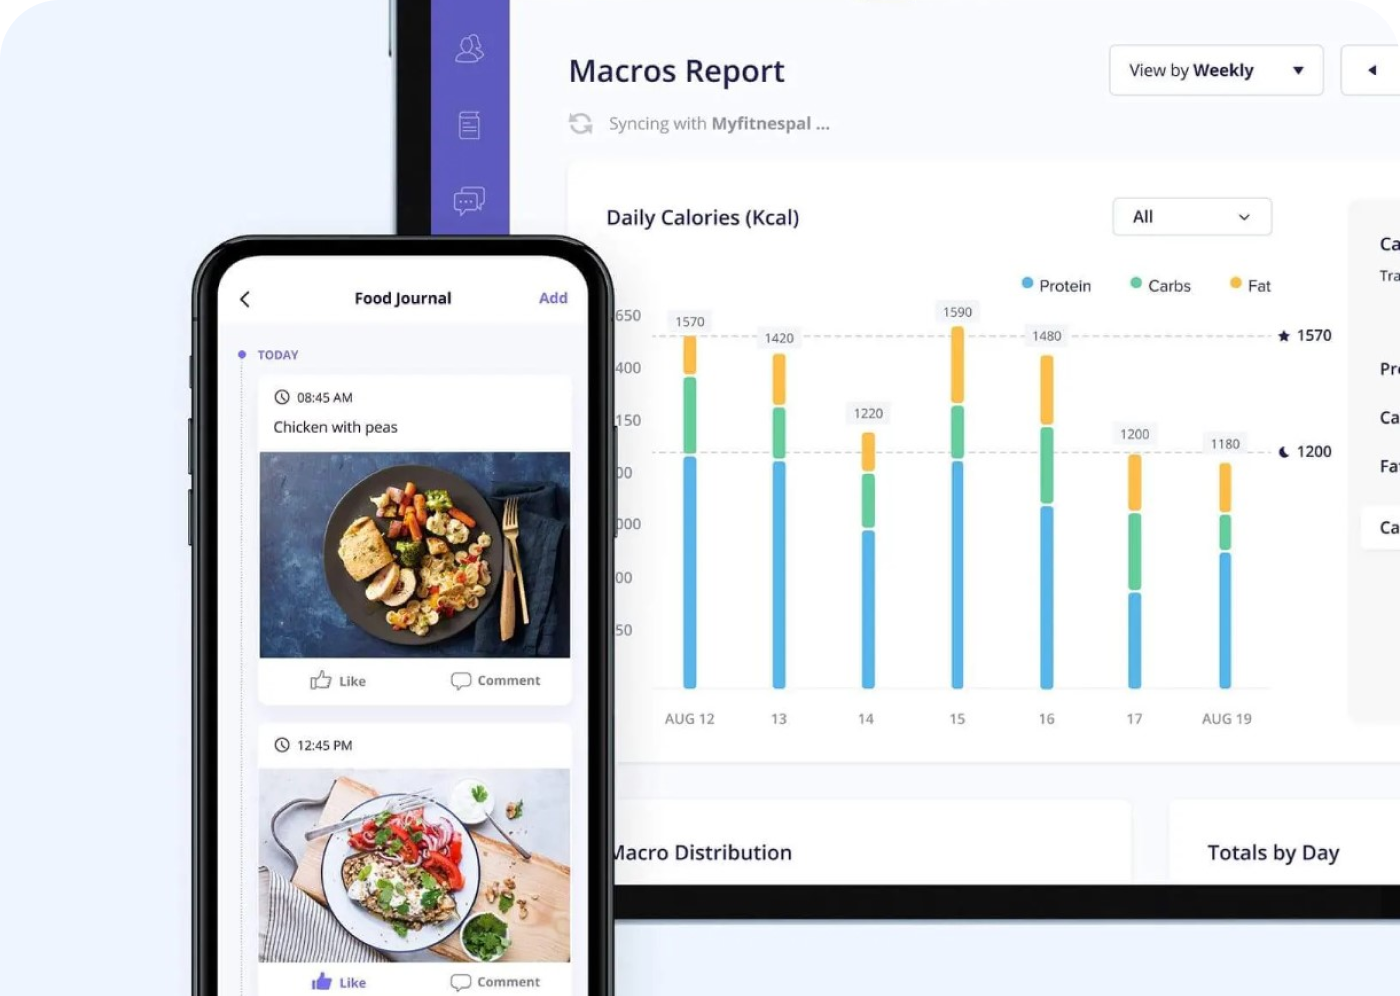 Macros Report
View by Weekly
Syncing with Myfitnespal ...
Daily Calories (Kcal)
All
Protein
Carbs
Fat
650
400
150
00
000
00
50
1570
1420
1220
1590
1480
1200
1180
1570
1200
AUG 12
13
14
15
16
17
AUG 19
Ca
Tra
Pr
Ca
Fa
Ca
Macro Distribution
Totals by Day
Food Journal
Add
TODAY
08:45 AM
Chicken with peas
Like
Comment
12:45 PM
Like
Comment